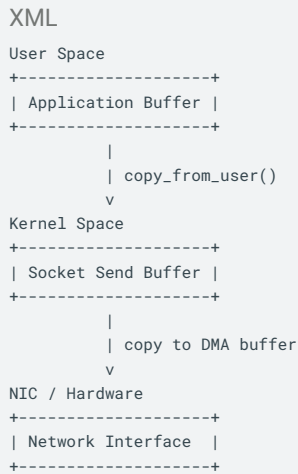 XML
User Space
+--------------------+
| Application Buffer |
+--------------------+
          |
          | copy_from_user()
          v
Kernel Space
+--------------------+
| Socket Send Buffer |
+--------------------+
          |
          | copy to DMA buffer
          v
NIC / Hardware
+--------------------+
| Network Interface  |
+--------------------+